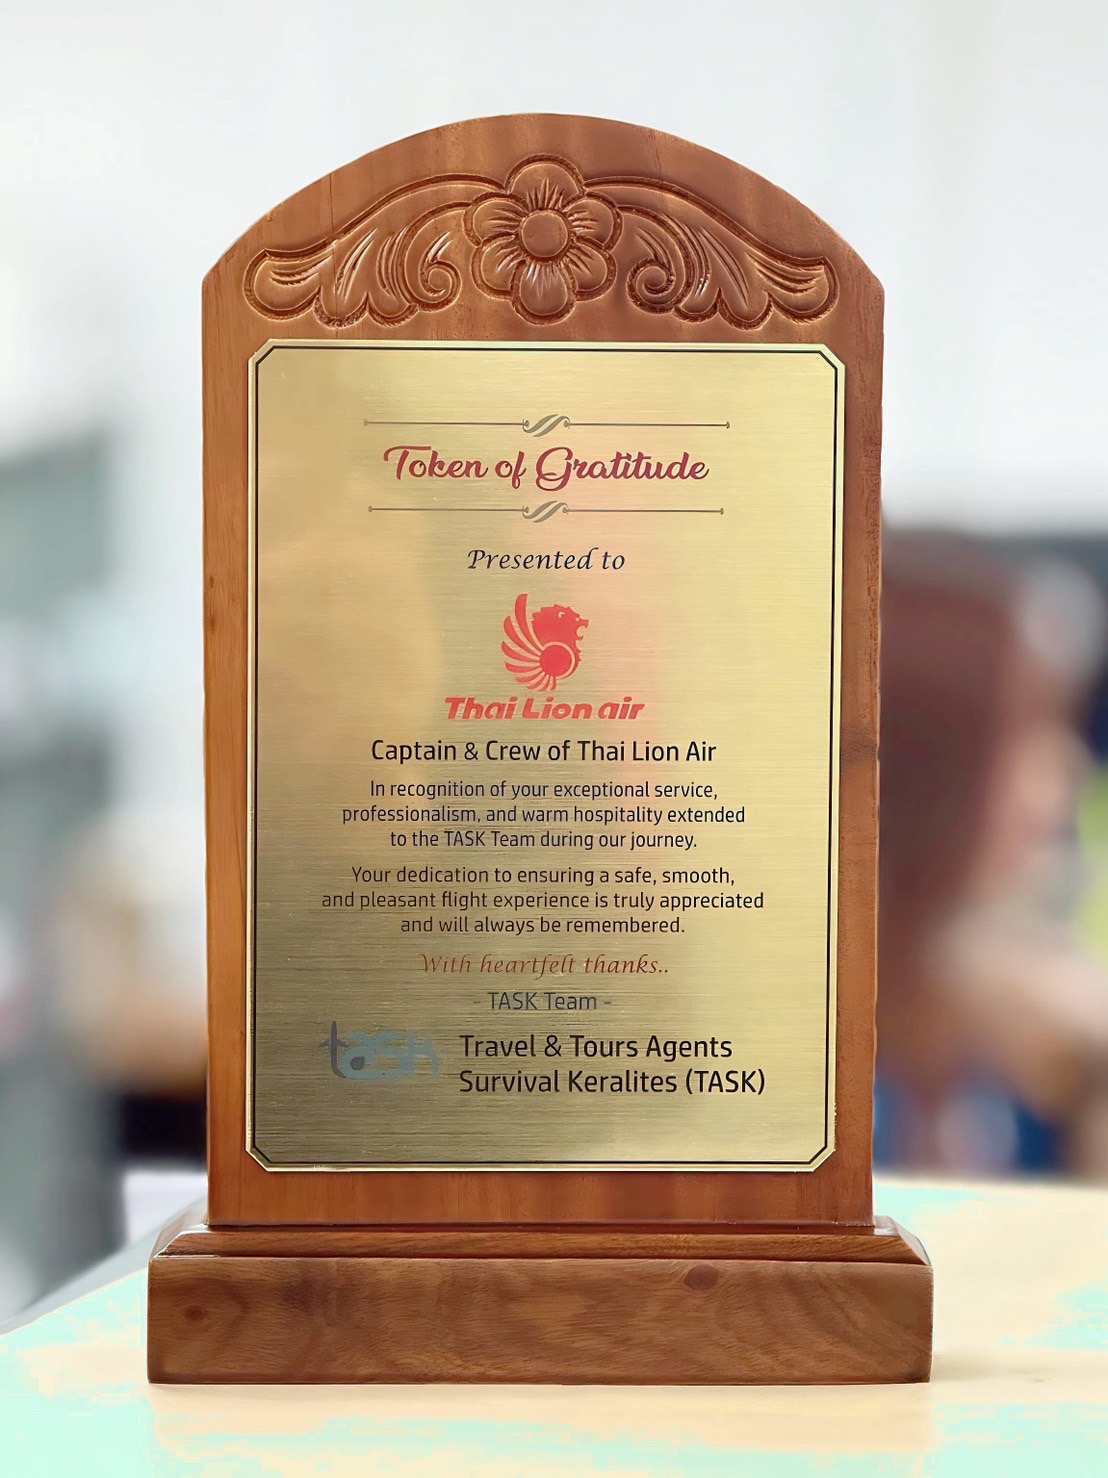 Token of Gratitude
Presented to
Thai Lion air
Captain & Crew of Thai Lion Air
In recognition of your exceptional service,
professionalism, and warm hospitality extended
to the TASK Team during our journey.
Your dedication to ensuring a safe, smooth,
and pleasant flight experience is truly appreciated
and will always be remembered.
With heartfelt thanks..
- TASK Team -
task
Travel & Tours Agents
Survival Keralites (TASK)